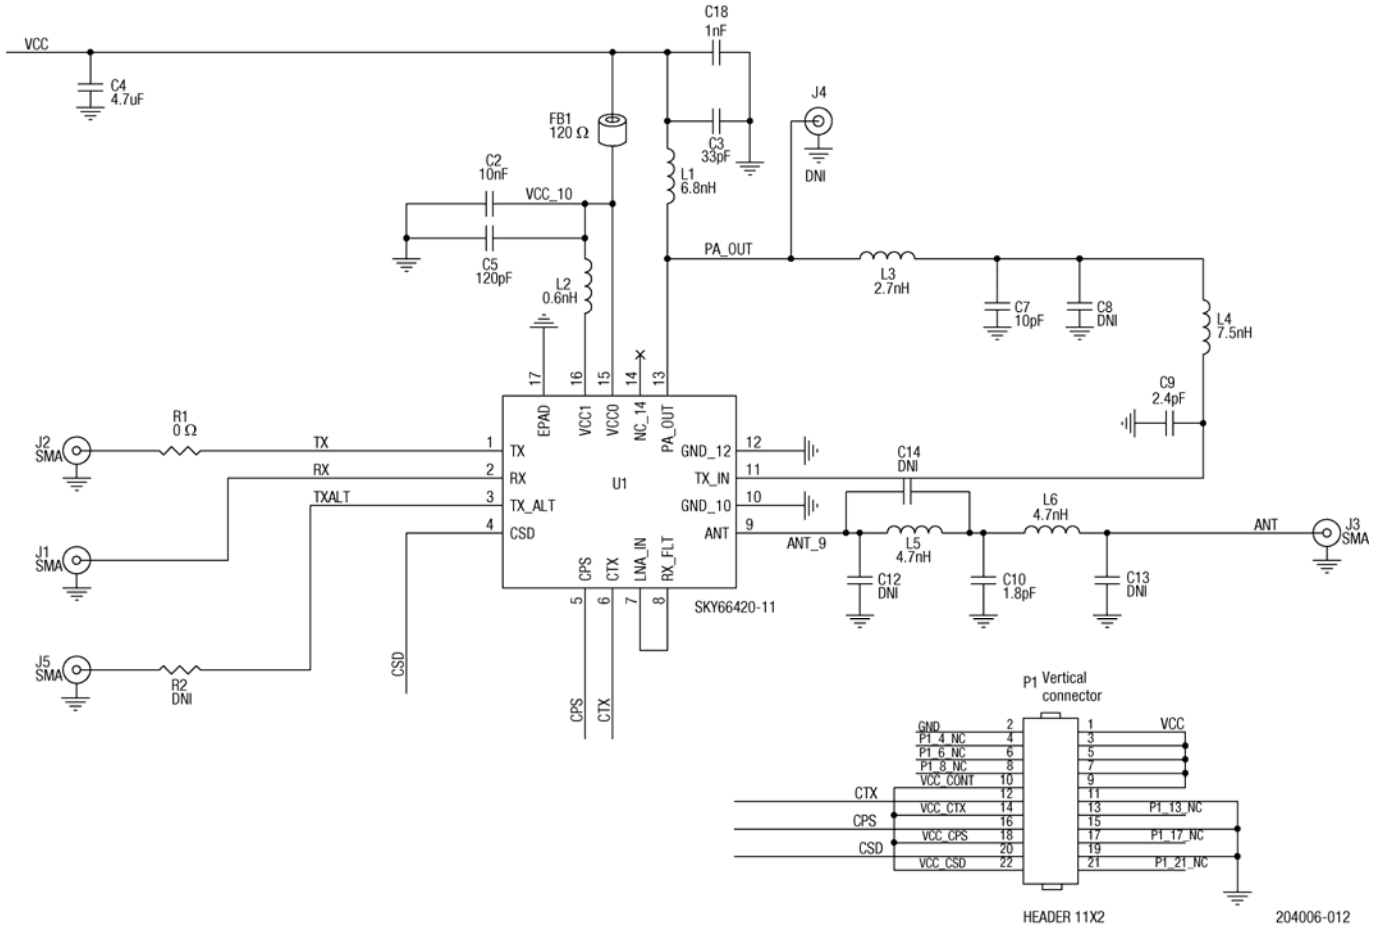 C18
1nF
VCC
C4
4.7uF
J4
FB1
120 Ω
C3
33pF
C2
10nF
L1
6.8nH
DNI
VCC_10
PA_OUT
C5
120pF
L3
2.7nH
L2
0.6nH
C7
10pF
C8
DNI
L4
7.5nH
17
16
15
14
13
C9
2.4pF
EPAD
VCC1
VCC0
NC_14
PA_OUT
R1
0 Ω
J2
SMA
TX
1
TX
GND_12
12
C14
DNI
RX
2
RX
U1
TX_IN
11
TXALT
3
TX_ALT
GND_10
10
L6
4.7nH
4
CSD
ANT
9
ANT_9
L5
4.7nH
ANT
J3
SMA
J1
SMA
CPS
CTX
LNA_IN
RX_FLT
C12
DNI
C10
1.8pF
C13
DNI
5
6
7
8
SKY66420-11
J5
SMA
R2
DNI
CSD
CPS
CTX
P1 Vertical
connector
GND 2 1 VCC
P1_4_NC 4 3
P1_6_NC 6 5
P1_8_NC 8 7
VCC_CONT 10 9
CTX 12 11
VCC_CTX 14 13 P1_13_NC
CPS 16 15
VCC_CPS 18 17 P1_17_NC
CSD 20 19
VCC_CSD 22 21 P1_21_NC
HEADER 11X2
204006-012